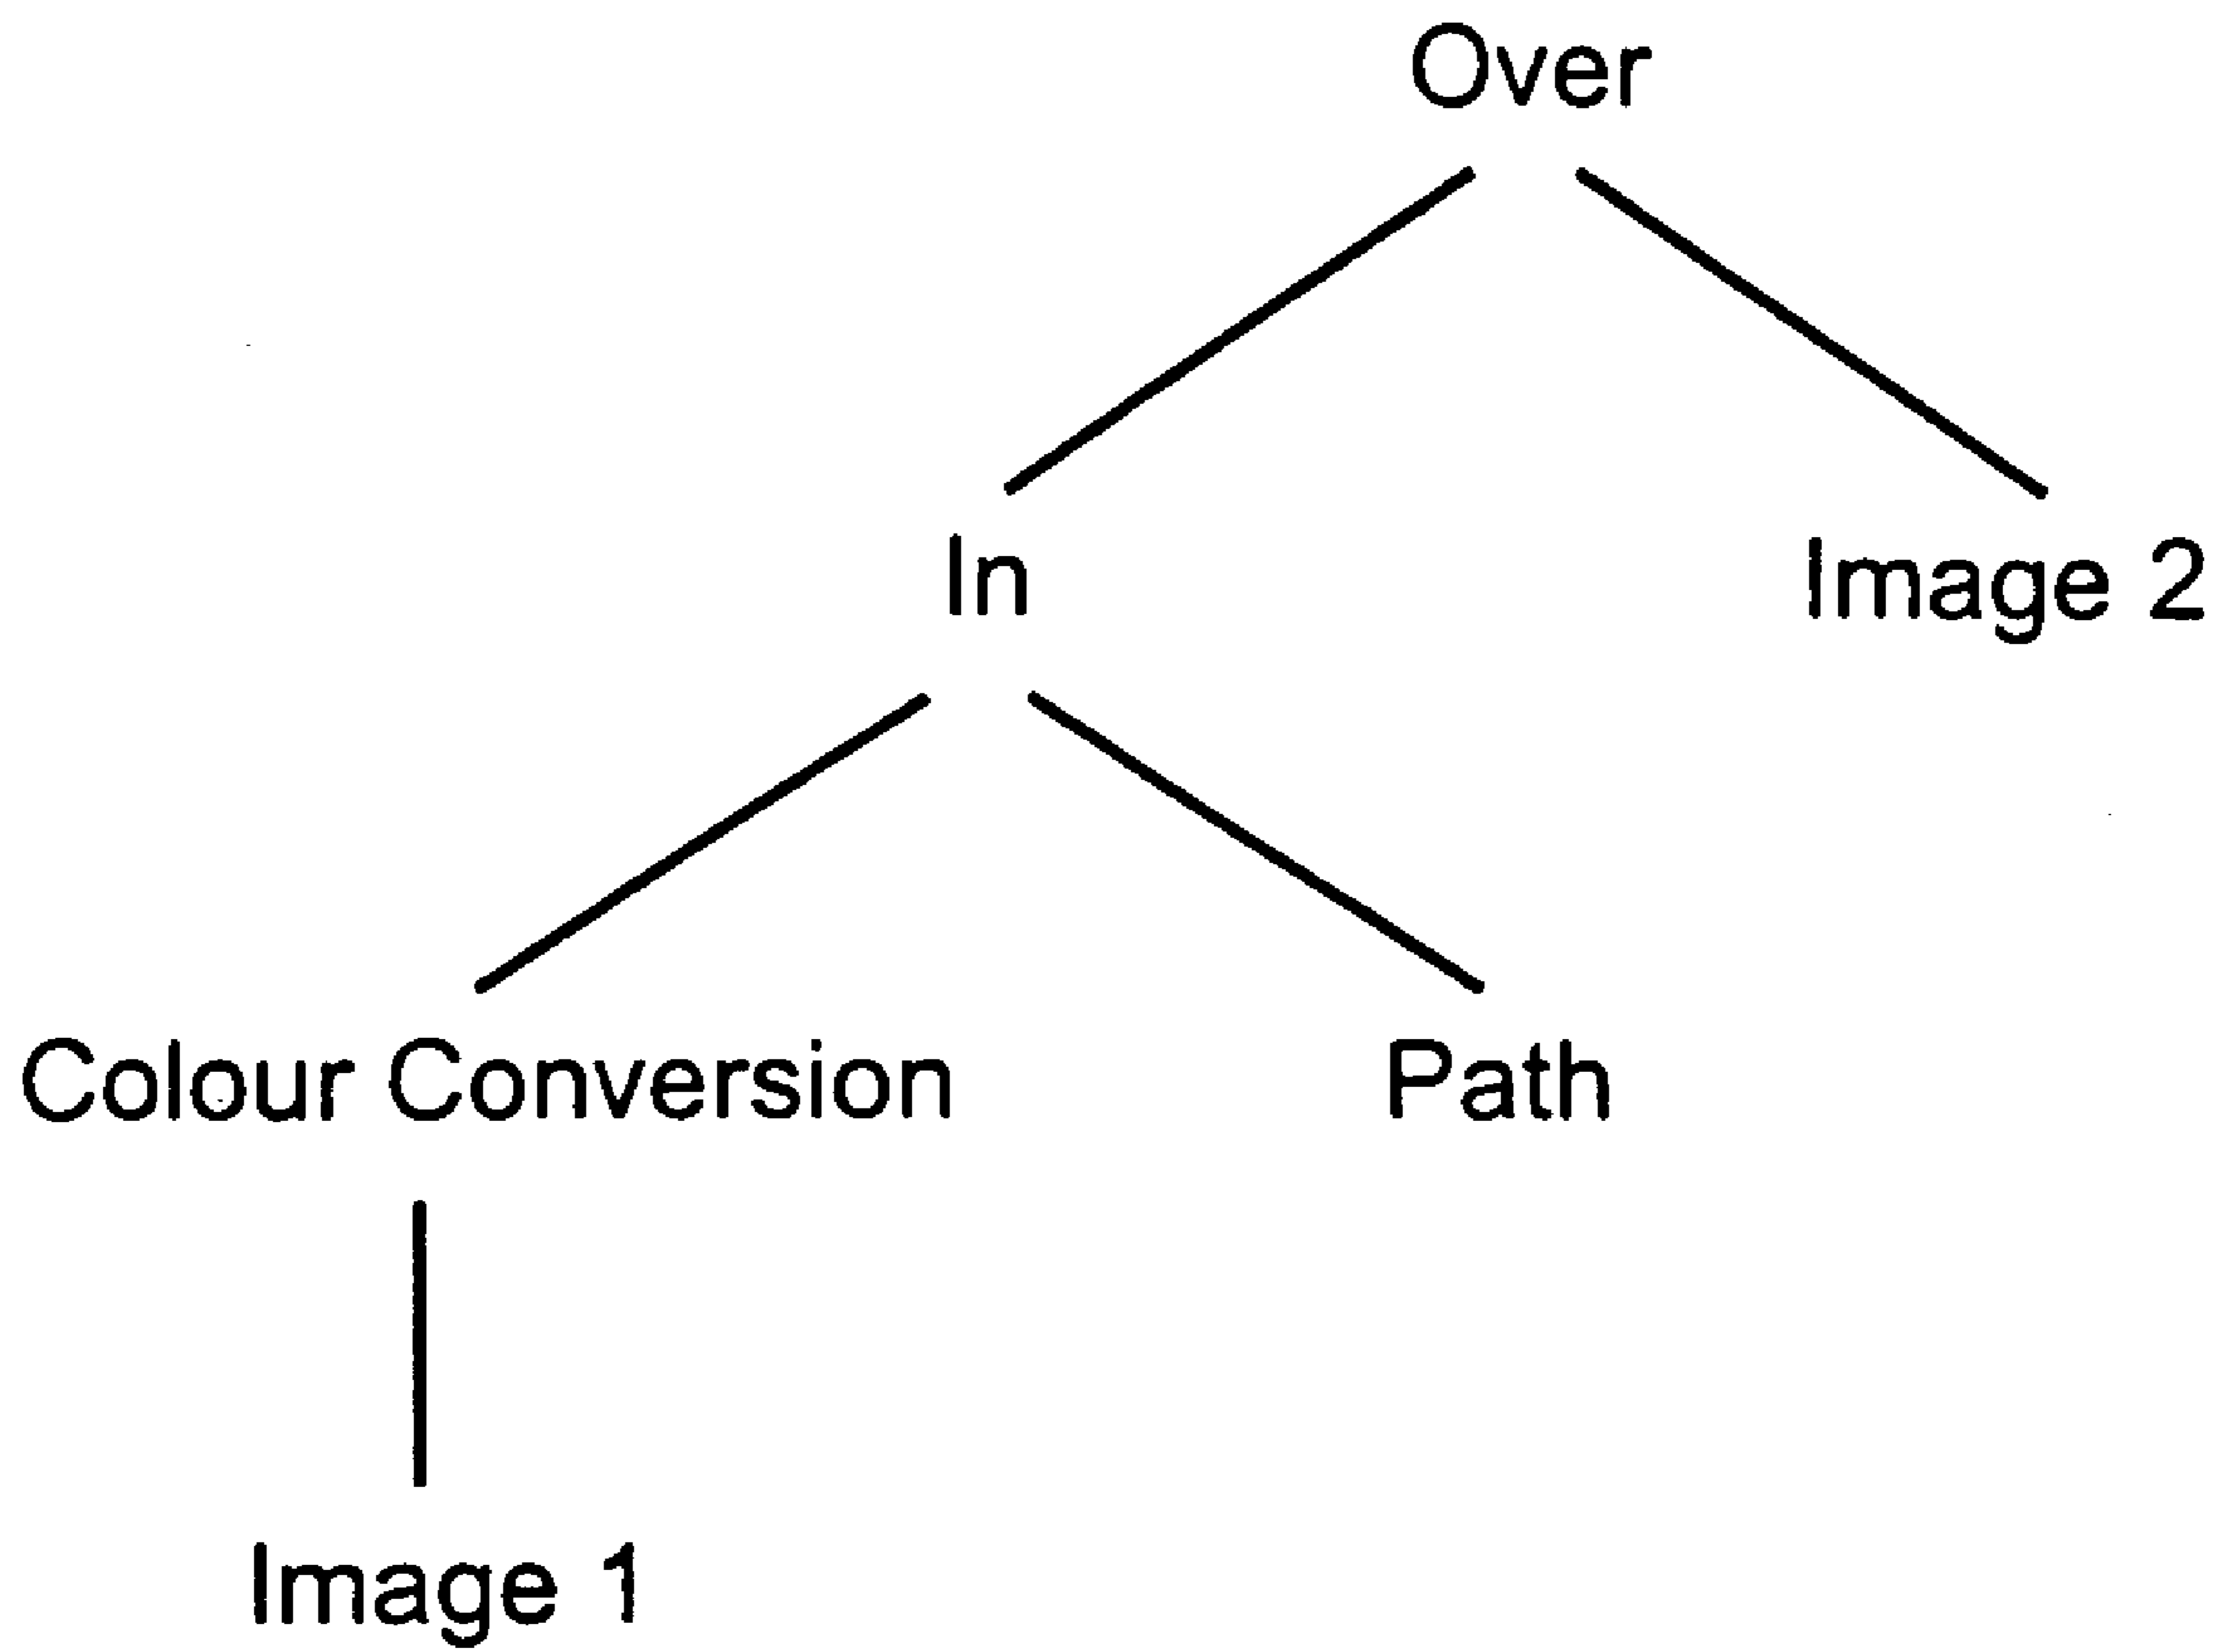 Over
In
Image 2
Colour Conversion
Path
Image 1